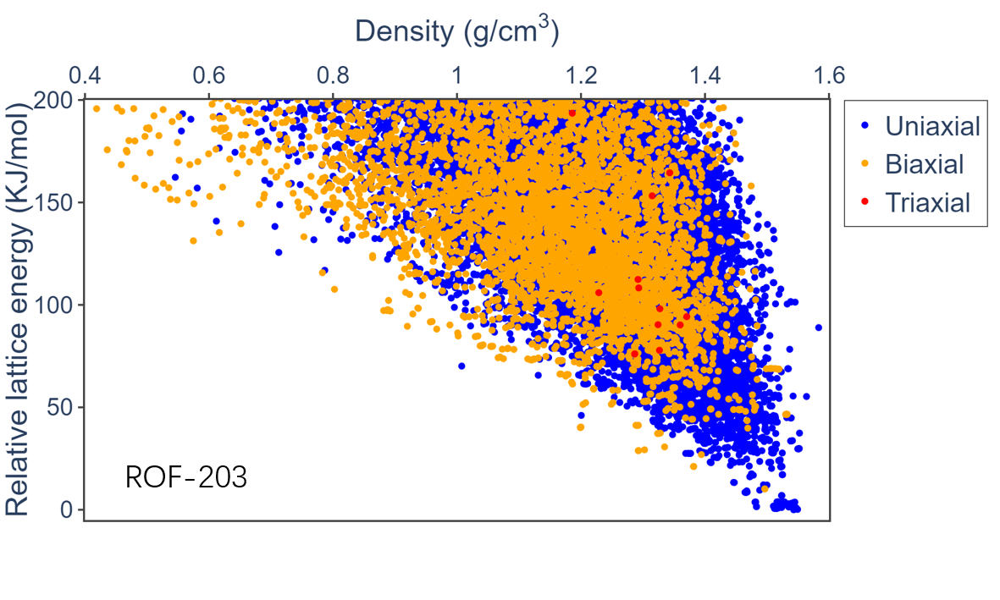 Density (g/cm³)
0.4 0.6 0.8 1 1.2 1.4 1.6
200
150
100
50
0
Relative lattice energy (KJ/mol)
ROF-203
Uniaxial
Biaxial
Triaxial